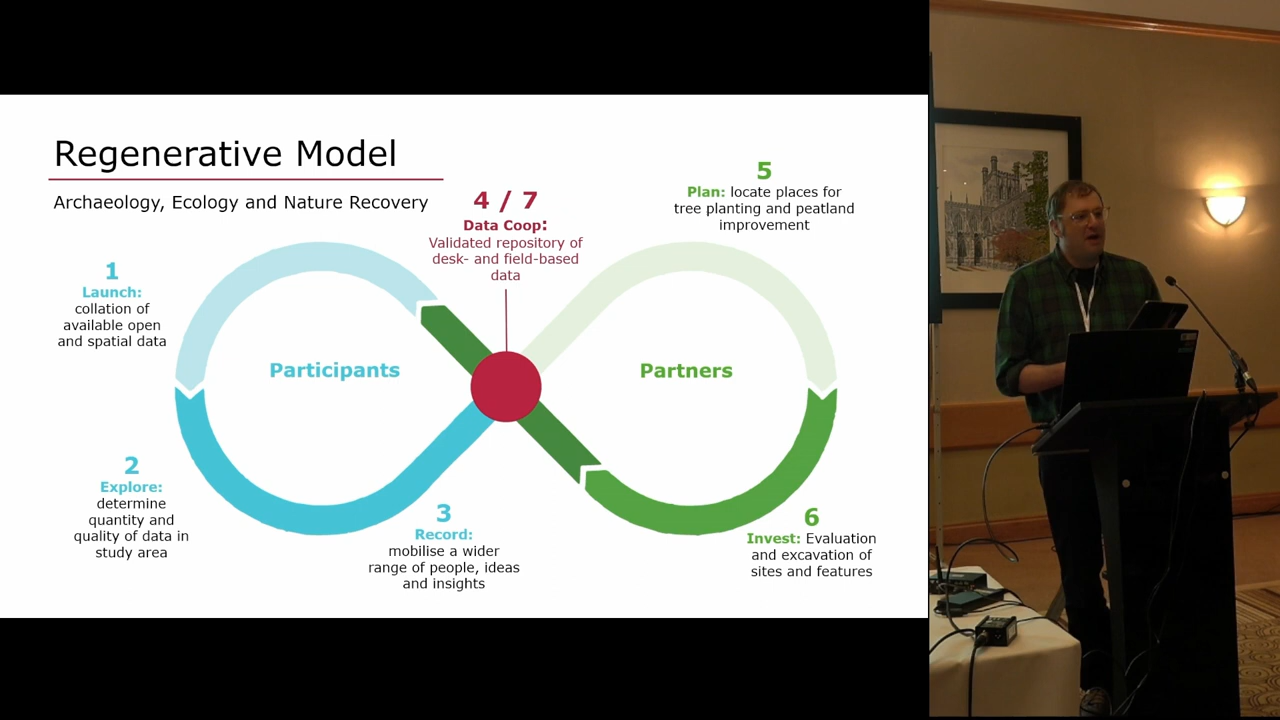 Regenerative Model
Archaeology, Ecology and Nature Recovery
1
Launch:
collation of
available open
and spatial data
2
Explore:
determine
quantity and
quality of data in
study area
3
Record:
mobilise a wider
range of people, ideas
and insights
4 / 7
Data Coop:
Validated repository of
desk- and field-based
data
5
Plan: locate places for
tree planting and peatland
improvement
6
Invest: Evaluation
and excavation of
sites and features
Participants
Partners